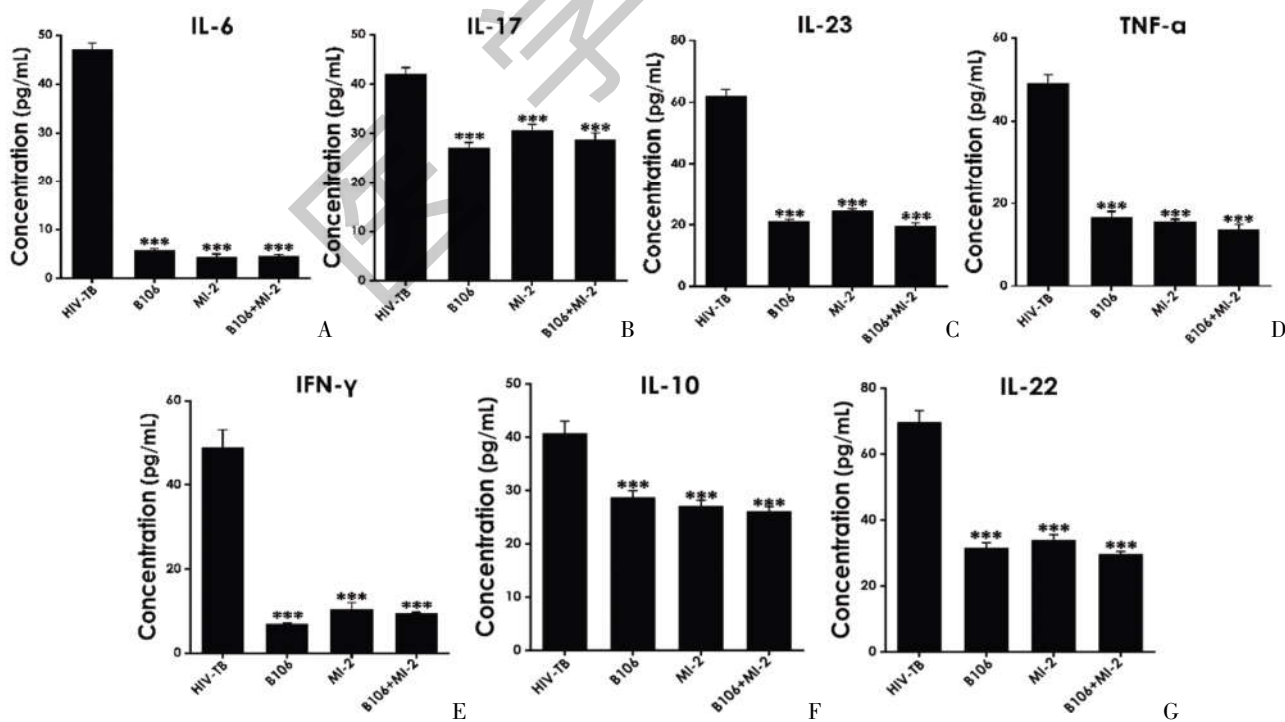 IL-6
Concentration (pg/mL)
50
40
30
20
10
0
***
***
***
HIV-TB
B106
MI-2
B106+MI-2
A
IL-17
Concentration (pg/mL)
50
40
30
20
10
0
***
***
***
HIV-TB
B106
MI-2
B106+MI-2
B
IL-23
Concentration (pg/mL)
80
60
40
20
0
***
***
***
HIV-TB
B106
MI-2
B106+MI-2
C
TNF-α
Concentration (pg/mL)
60
40
20
0
***
***
***
HIV-TB
B106
MI-2
B106+MI-2
D
IFN-γ
Concentration (pg/mL)
60
40
20
0
***
***
***
HIV-TB
B106
MI-2
B106+MI-2
E
IL-10
Concentration (pg/mL)
50
40
30
20
10
0
***
***
***
HIV-TB
B106
MI-2
B106+MI-2
F
IL-22
Concentration (pg/mL)
80
60
40
20
0
***
***
***
HIV-TB
B106
MI-2
B106+MI-2
G
医学